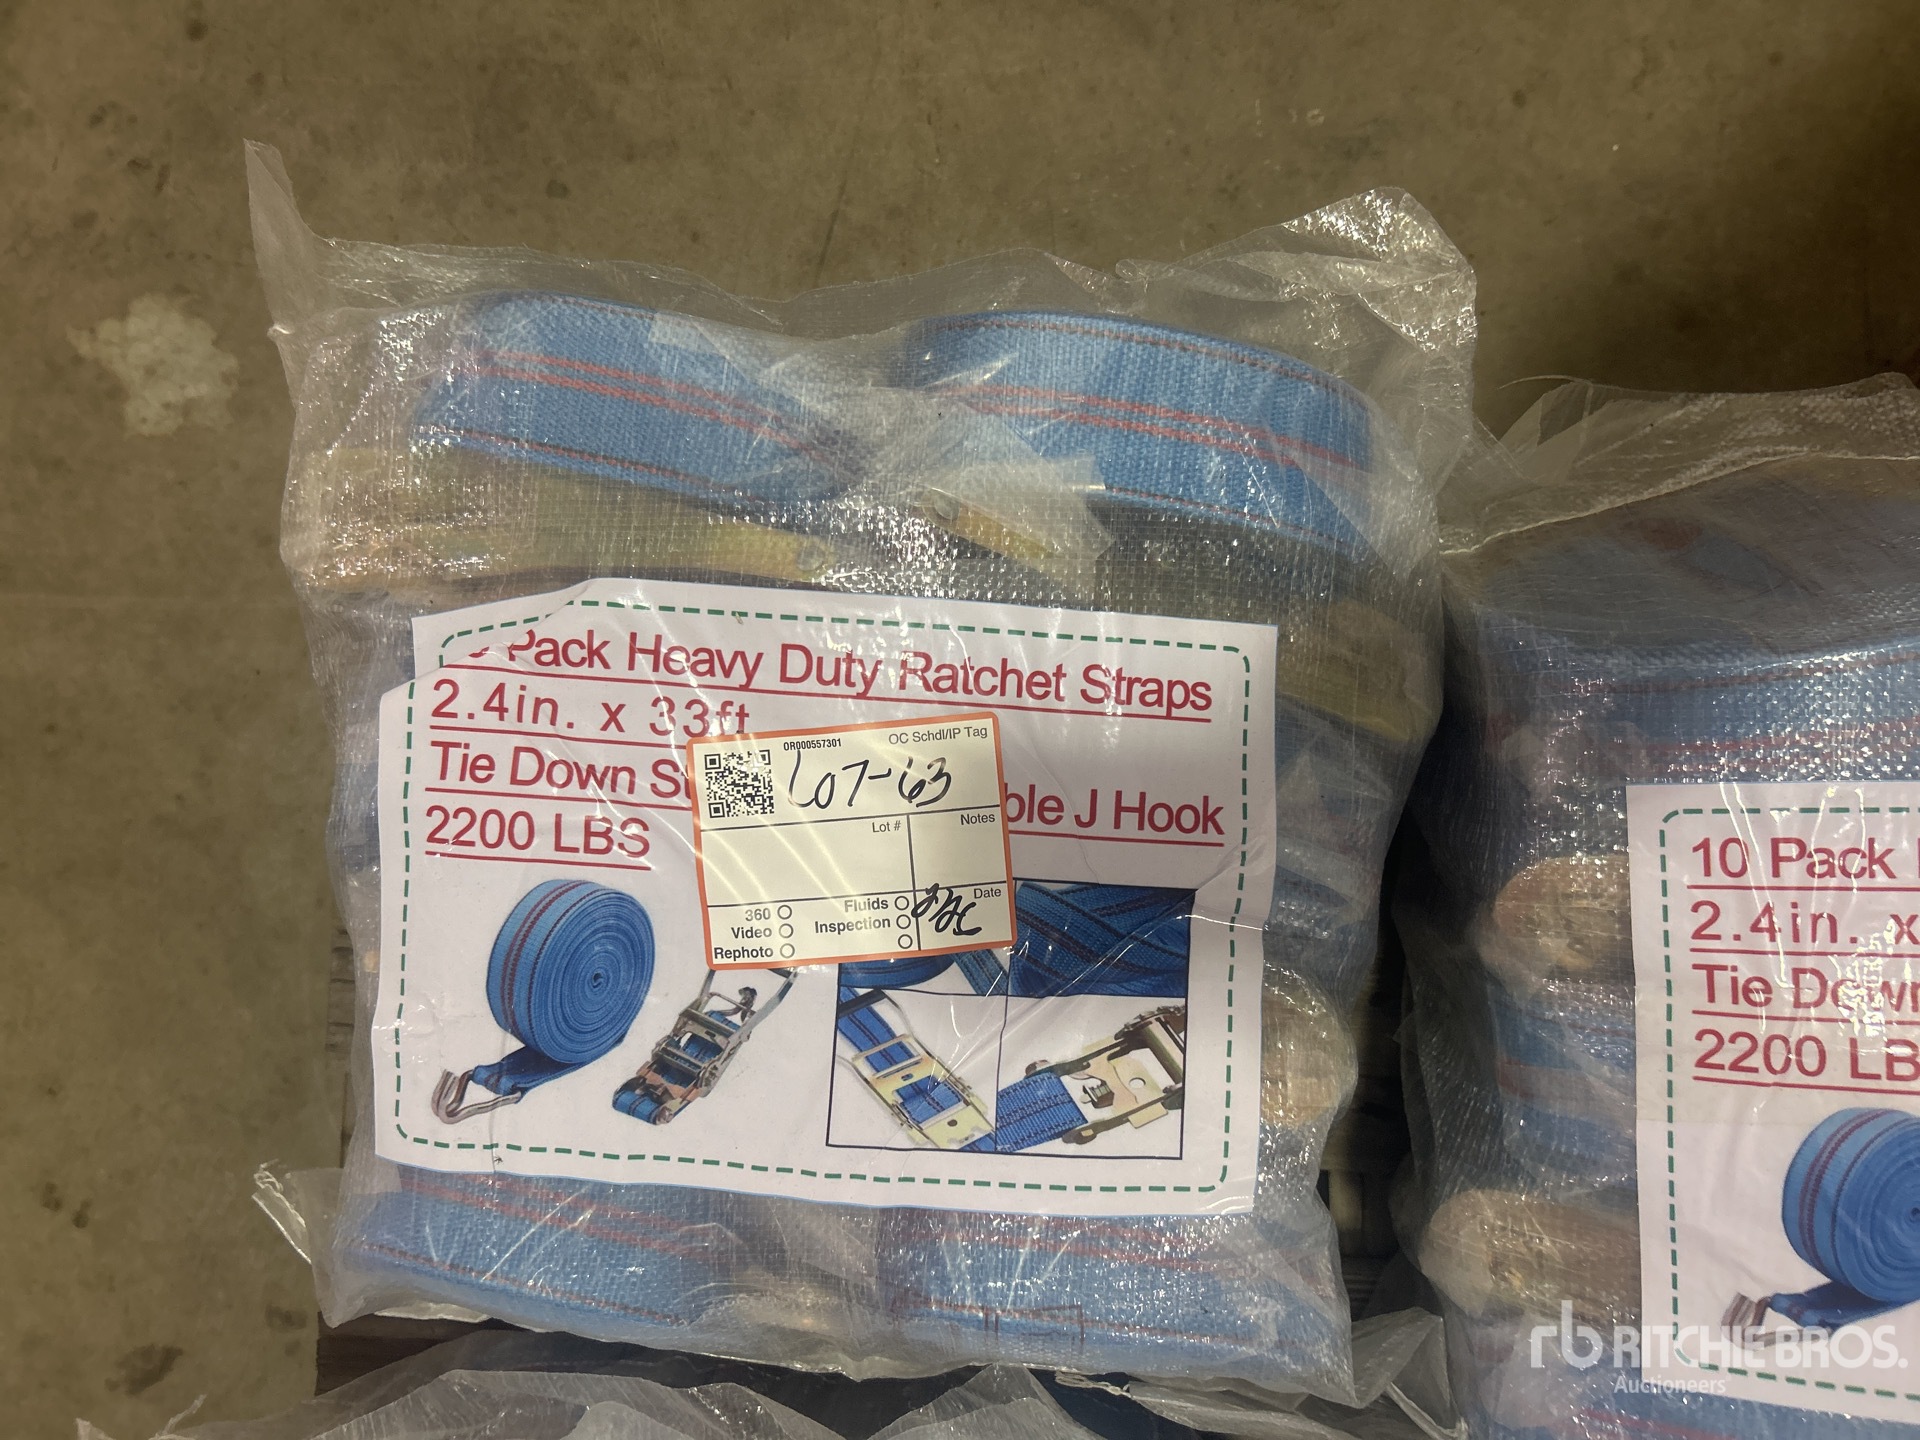 Pack Heavy Duty Ratchet Straps
2.4in. x 33ft
Tie Down
2200 LBS
ble J Hook
OR000557301
OC Schdl/IP Tag
LOT-63
Lot #
Notes
Date
360
Video
Rephoto
Fluids
Inspection
10 Pack
2.4in. x
Tie Down
2200 LB
rb RITCHIE BROS.
Auctioneers